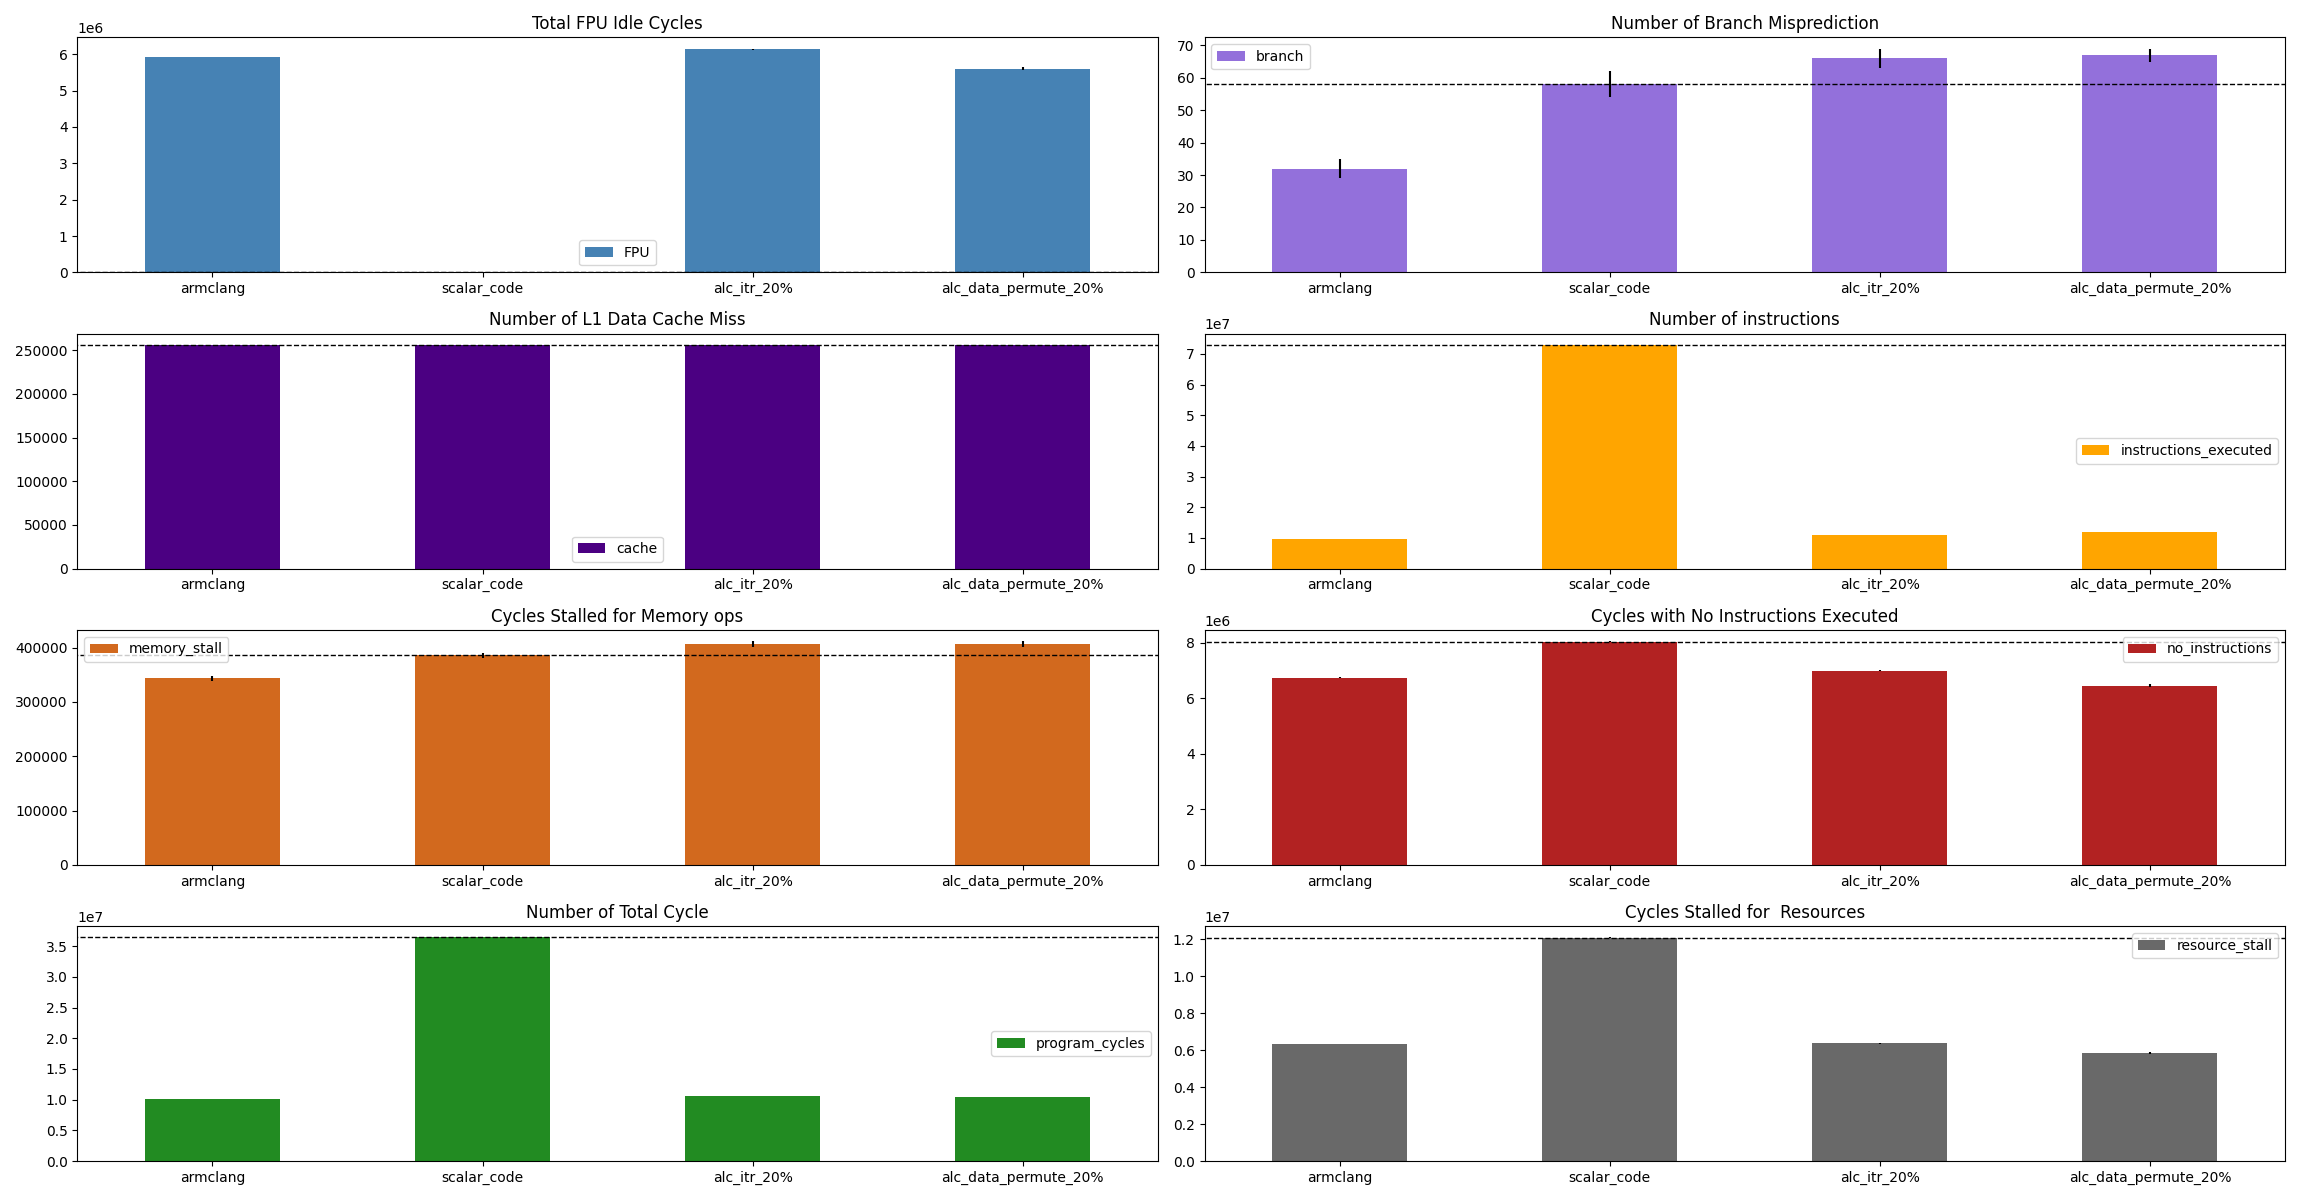 Total FPU Idle Cycles
1e6
6
5
4
3
2
1
0
FPU
armclang scalar_code alc_itr_20% alc_data_permute_20%
Number of Branch Misprediction
70
60
50
40
30
20
10
0
branch
armclang scalar_code alc_itr_20% alc_data_permute_20%
Number of L1 Data Cache Miss
250000
200000
150000
100000
50000
0
cache
armclang scalar_code alc_itr_20% alc_data_permute_20%
Number of instructions
1e7
7
6
5
4
3
2
1
0
instructions_executed
armclang scalar_code alc_itr_20% alc_data_permute_20%
Cycles Stalled for Memory ops
400000
300000
200000
100000
0
memory_stall
armclang scalar_code alc_itr_20% alc_data_permute_20%
Cycles with No Instructions Executed
1e6
8
6
4
2
0
no_instructions
armclang scalar_code alc_itr_20% alc_data_permute_20%
Number of Total Cycle
1e7
3.5
3.0
2.5
2.0
1.5
1.0
0.5
0.0
program_cycles
armclang scalar_code alc_itr_20% alc_data_permute_20%
Cycles Stalled for  Resources
1e7
1.2
1.0
0.8
0.6
0.4
0.2
0.0
resource_stall
armclang scalar_code alc_itr_20% alc_data_permute_20%